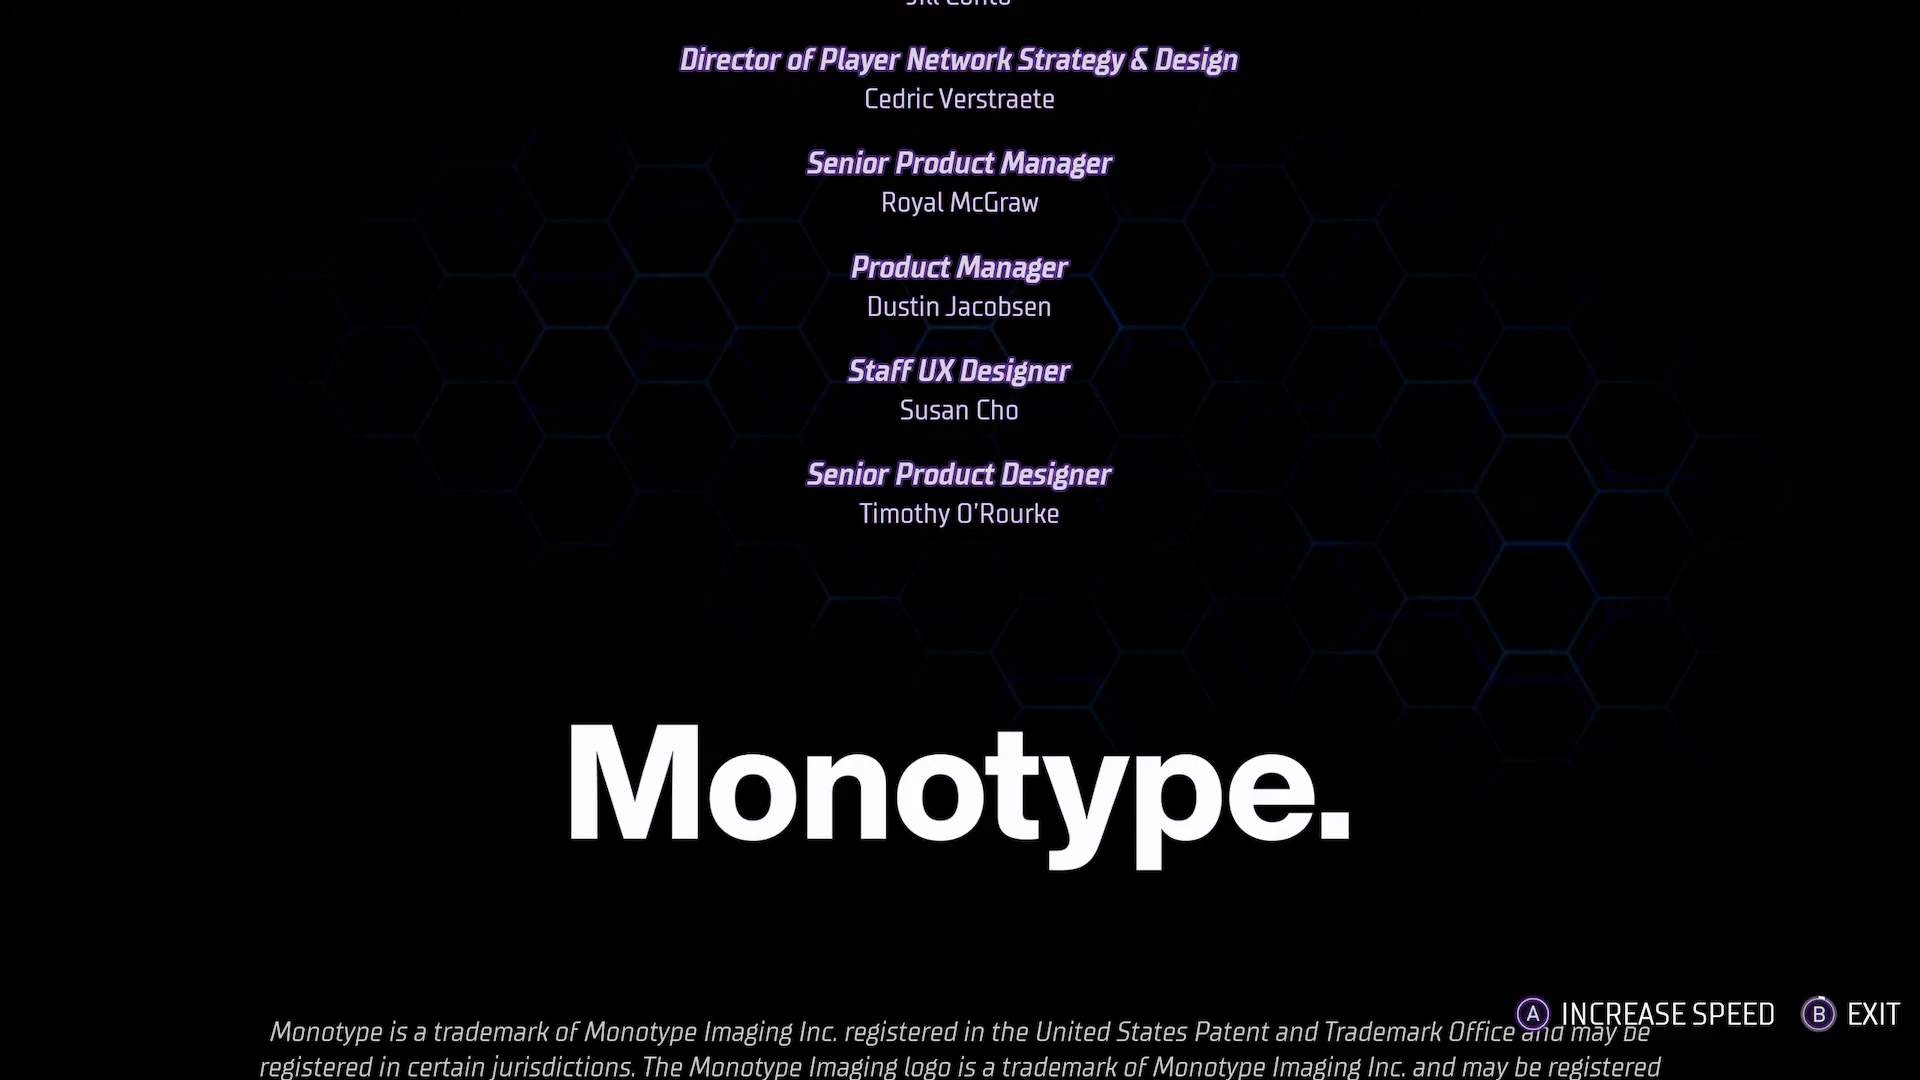 Director of Player Network Strategy & Design
Cedric Verstraete
Senior Product Manager
Royal McGraw
Product Manager
Dustin Jacobsen
Staff UX Designer
Susan Cho
Senior Product Designer
Timothy O'Rourke
Monotype.
A INCREASE SPEED B EXIT
Monotype is a trademark of Monotype Imaging Inc. registered in the United States Patent and Trademark Office and may be
registered in certain jurisdictions. The Monotype Imaging logo is a trademark of Monotype Imaging Inc. and may be registered